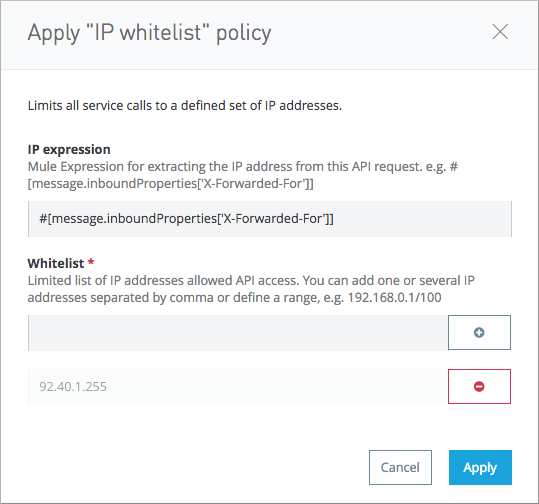 Apply "IP whitelist" policy
Limits all service calls to a defined set of IP addresses.
IP expression
Mule Expression for extracting the IP address from this API request. e.g. #
[message.inboundProperties['X-Forwarded-For']]
#[message.inboundProperties['X-Forwarded-For']]
Whitelist *
Limited list of IP addresses allowed API access. You can add one or several IP
addresses separated by comma or define a range, e.g. 192.168.0.1/100
92.40.1.255
Cancel Apply